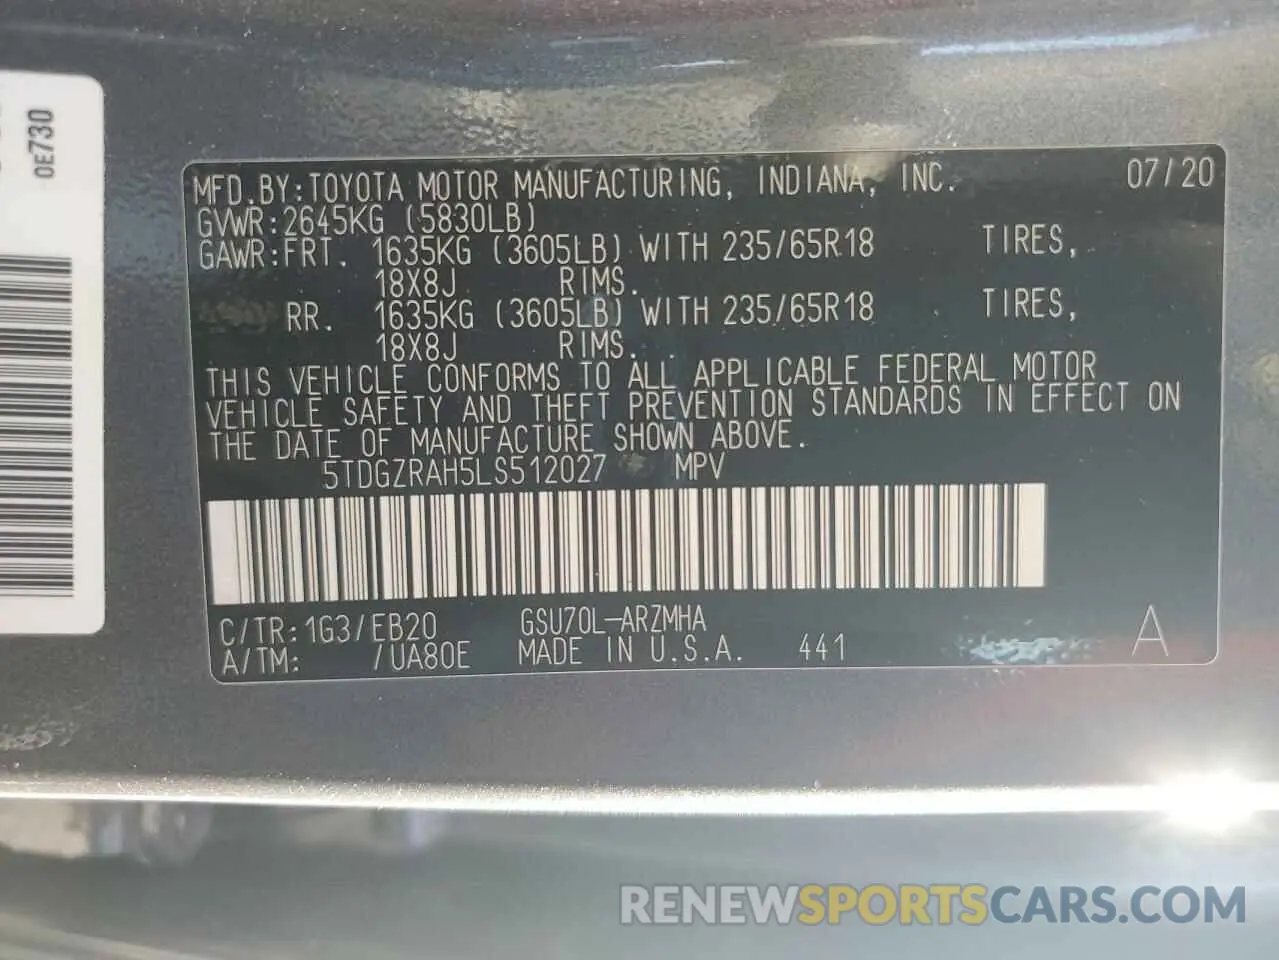 0E730
MFD.BY:TOYOTA MOTOR MANUFACTURING, INDIANA, INC. 07/20
GVWR:2645KG (5830LB)
GAWR:FRT. 1635KG (3605LB) WITH 235/65R18 TIRES,
18X8J RIMS.
RR. 1635KG (3605LB) WITH 235/65R18 TIRES,
18X8J RIMS.
THIS VEHICLE CONFORMS TO ALL APPLICABLE FEDERAL MOTOR
VEHICLE SAFETY AND THEFT PREVENTION STANDARDS IN EFFECT ON
THE DATE OF MANUFACTURE SHOWN ABOVE.
5TDGZRAH5LS512027 MPV
C/TR:1G3/EB20 GSU70L-ARZMHA
A/TM: /UA80E MADE IN U.S.A. 441 A
RENEWSPORTSCARS.COM